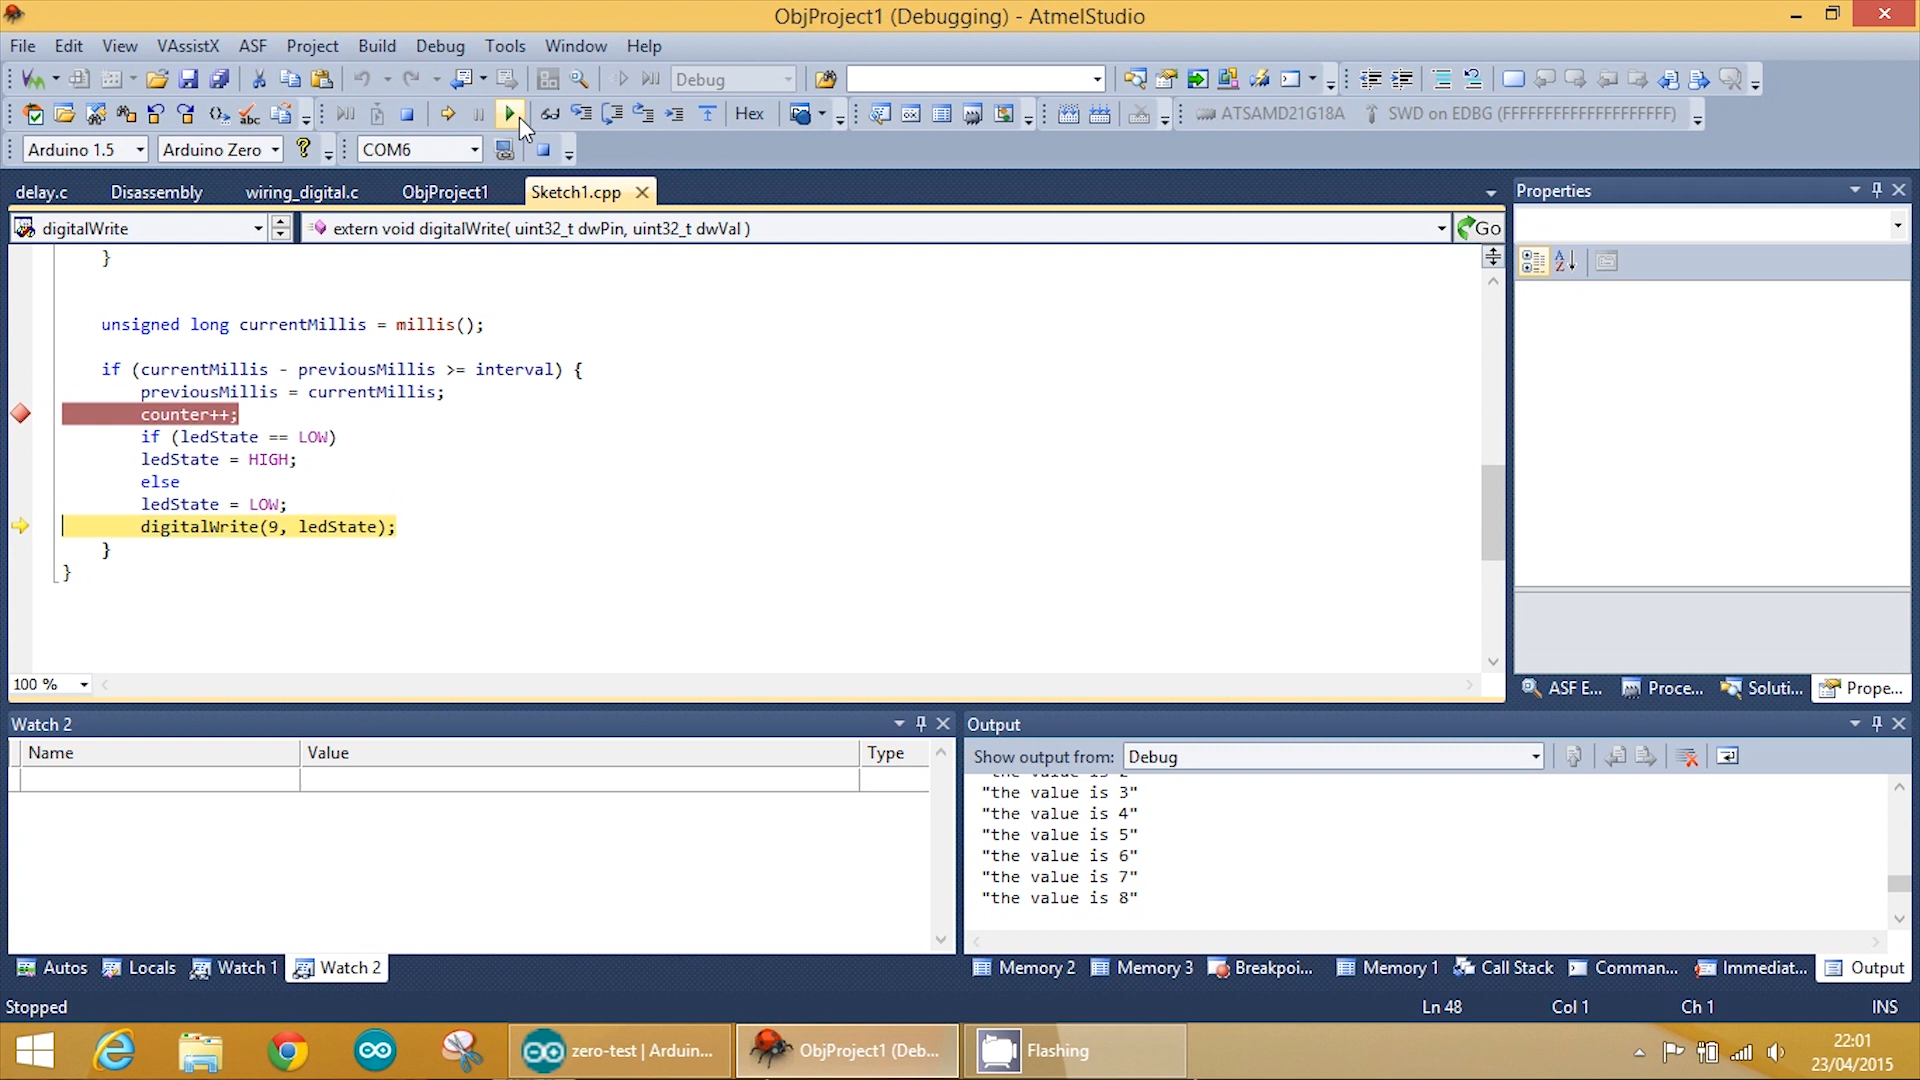 ObjProject1 (Debugging) - AtmelStudio
File Edit View VAssistX ASF Project Build Debug Tools Window Help
Debug
Hex ATSAMD21G18A SWD on EDBG (FFFFFFFFFFFFFFFFFFFF)
Arduino 1.5 Arduino Zero COM6
delay.c Disassembly wiring_digital.c ObjProject1 Sketch1.cpp
Properties
digitalWrite extern void digitalWrite( uint32_t dwPin, uint32_t dwVal ) Go
}
unsigned long currentMillis = millis();
if (currentMillis - previousMillis >= interval) {
previousMillis = currentMillis;
counter++;
if (ledState == LOW)
ledState = HIGH;
else
ledState = LOW;
digitalWrite(9, ledState);
}
}
100 %
ASF E... Proce... Soluti... Prope...
Watch 2
Name Value Type
Autos Locals Watch 1 Watch 2
Output
Show output from: Debug
"the value is 2"
"the value is 3"
"the value is 4"
"the value is 5"
"the value is 6"
"the value is 7"
"the value is 8"
Memory 2 Memory 3 Breakpoi... Memory 1 Call Stack Comman... Immediat... Output
Stopped Ln 48 Col 1 Ch 1 INS
zero-test | Arduin... ObjProject1 (Deb... Flashing
22:01
23/04/2015